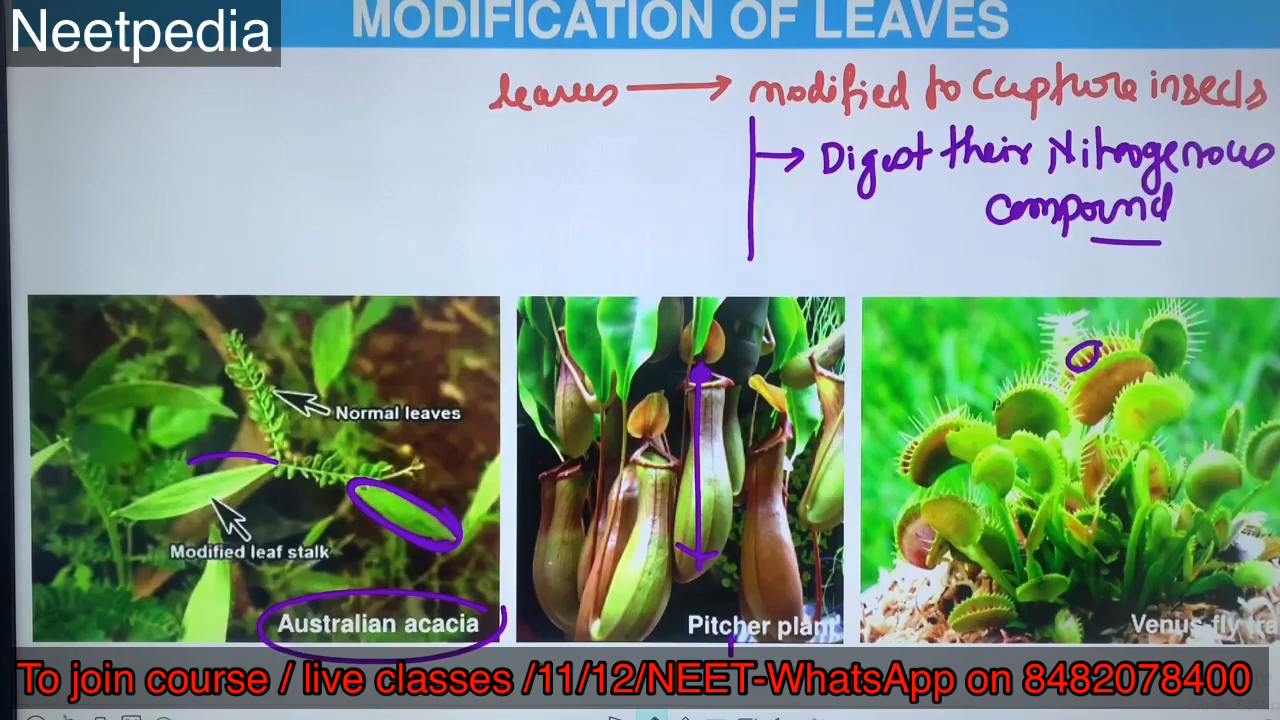 Neetpedia
MODIFICATION OF LEAVES
leaves → modified to Capture insects
→ Digest their Nitrogenous
compound
Normal leaves
Modified leaf stalk
Australian acacia
Pitcher plant
Venus fly tra
To join course / live classes /11/12/NEET-WhatsApp on 8482078400